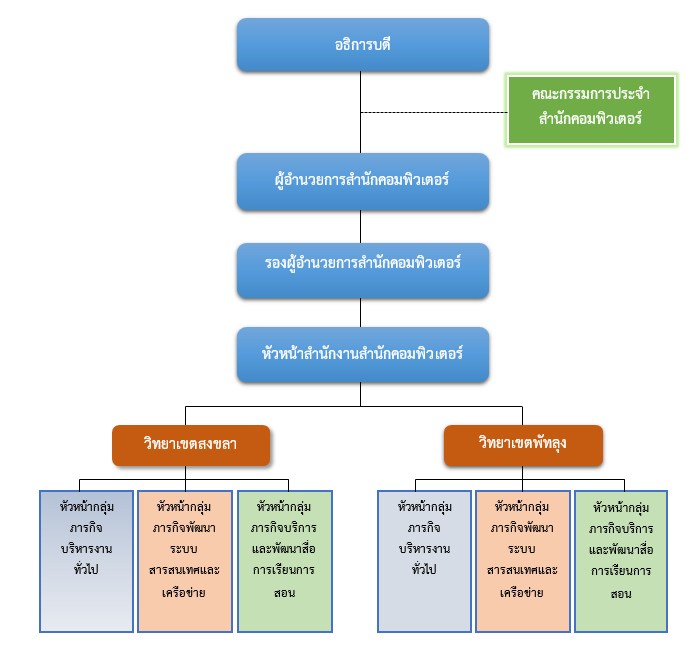 อธิการบดี
คณะกรรมการประจำ
สำนักคอมพิวเตอร์
ผู้อำนวยการสำนักคอมพิวเตอร์
รองผู้อำนวยการสำนักคอมพิวเตอร์
หัวหน้าสำนักงานสำนักคอมพิวเตอร์
วิทยาเขตสงขลา
วิทยาเขตพัทลุง
หัวหน้ากลุ่ม
ภารกิจ
บริหารงาน
ทั่วไป
หัวหน้ากลุ่ม
ภารกิจพัฒนา
ระบบ
สารสนเทศและ
เครือข่าย
หัวหน้ากลุ่ม
ภารกิจบริการ
และพัฒนาสื่อ
การเรียนการ
สอน
หัวหน้ากลุ่ม
ภารกิจ
บริหารงาน
ทั่วไป
หัวหน้ากลุ่ม
ภารกิจพัฒนา
ระบบ
สารสนเทศและ
เครือข่าย
หัวหน้ากลุ่ม
ภารกิจบริการ
และพัฒนาสื่อ
การเรียนการ
สอน